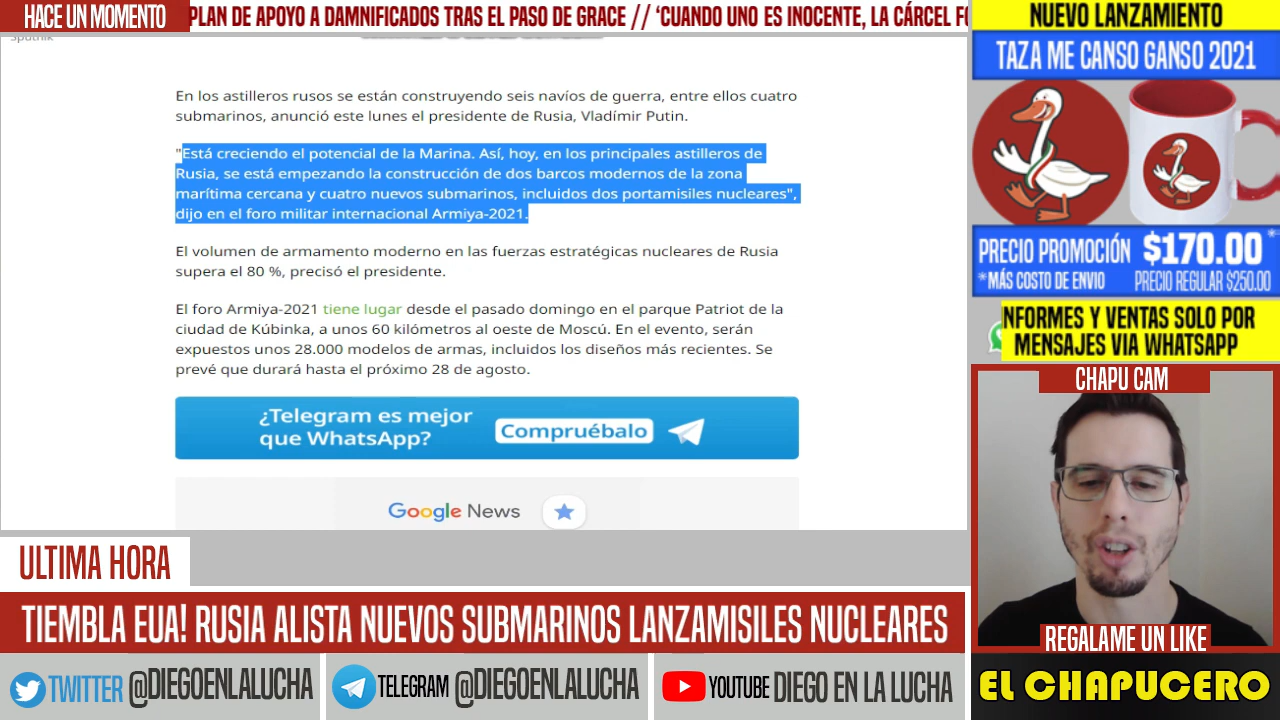 HACE UN MOMENTO
PLAN DE APOYO A DAMNIFICADOS TRAS EL PASO DE GRACE // ‘CUANDO UNO ES INOCENTE, LA CÁRCEL
Sputnik
En los astilleros rusos se están construyendo seis navíos de guerra, entre ellos cuatro
submarinos, anunció este lunes el presidente de Rusia, Vladímir Putin.
"Está creciendo el potencial de la Marina. Así, hoy, en los principales astilleros de
Rusia, se está empezando la construcción de dos barcos modernos de la zona
marítima cercana y cuatro nuevos submarinos, incluidos dos portamisiles nucleares",
dijo en el foro militar internacional Armiya-2021.
El volumen de armamento moderno en las fuerzas estratégicas nucleares de Rusia
supera el 80 %, precisó el presidente.
El foro Armiya-2021 tiene lugar desde el pasado domingo en el parque Patriot de la
ciudad de Kúbinka, a unos 60 kilómetros al oeste de Moscú. En el evento, serán
expuestos unos 28.000 modelos de armas, incluidos los diseños más recientes. Se
prevé que durará hasta el próximo 28 de agosto.
¿Telegram es mejor
que WhatsApp?
Compruébalo
Google News
ULTIMA HORA
TIEMBLA EUA! RUSIA ALISTA NUEVOS SUBMARINOS LANZAMISILES NUCLEARES
TWITTER @DIEGOENLALUCHA
TELEGRAM @DIEGOENLALUCHA
YOUTUBE DIEGO EN LA LUCHA
NUEVO LANZAMIENTO
TAZA ME CANSO GANSO 2021
PRECIO PROMOCIÓN $170.00 *
*MÁS COSTO DE ENVIO PRECIO REGULAR $250.00
NFORMES Y VENTAS SOLO POR
MENSAJES VIA WHATSAPP
CHAPU CAM
REGALAME UN LIKE
EL CHAPUCERO